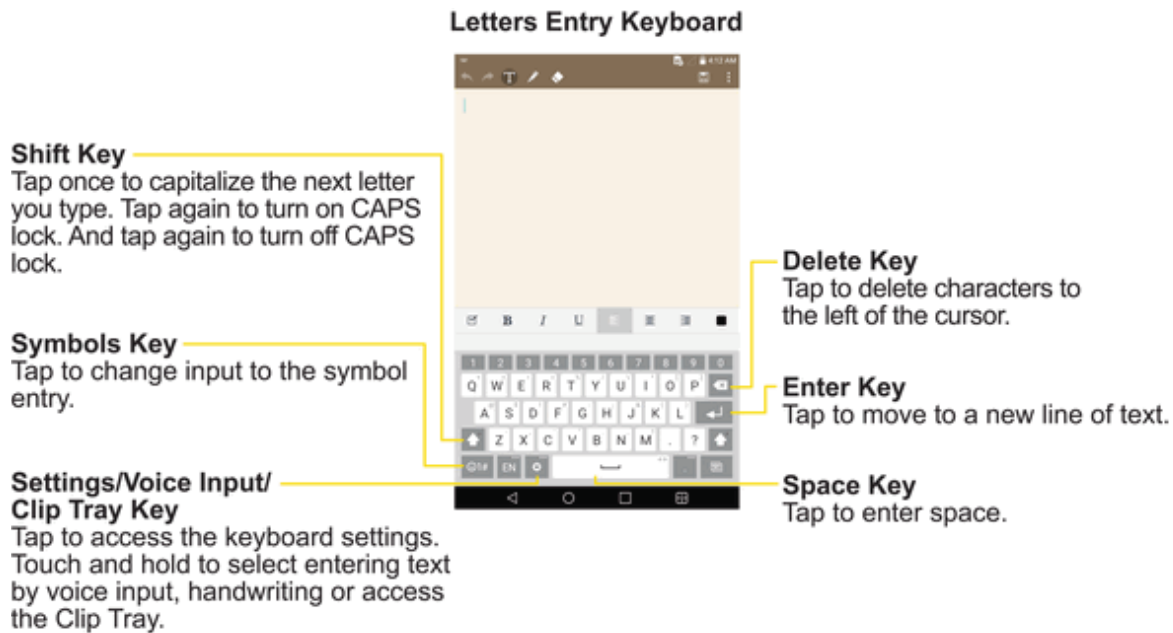 Letters Entry Keyboard
4:12 AM
T
Shift Key
Tap once to capitalize the next letter
you type. Tap again to turn on CAPS
lock. And tap again to turn off CAPS
lock.
Delete Key
Tap to delete characters to
the left of the cursor.
B I U
Symbols Key
Tap to change input to the symbol
entry.
1 2 3 4 5 6 7 8 9 0
Q W E R T Y U I O P
Enter Key
Tap to move to a new line of text.
A S D F G H J K L
Z X C V B N M . ?
!# EN .
Settings/Voice Input/
Clip Tray Key
Tap to access the keyboard settings.
Touch and hold to select entering text
by voice input, handwriting or access
the Clip Tray.
Space Key
Tap to enter space.